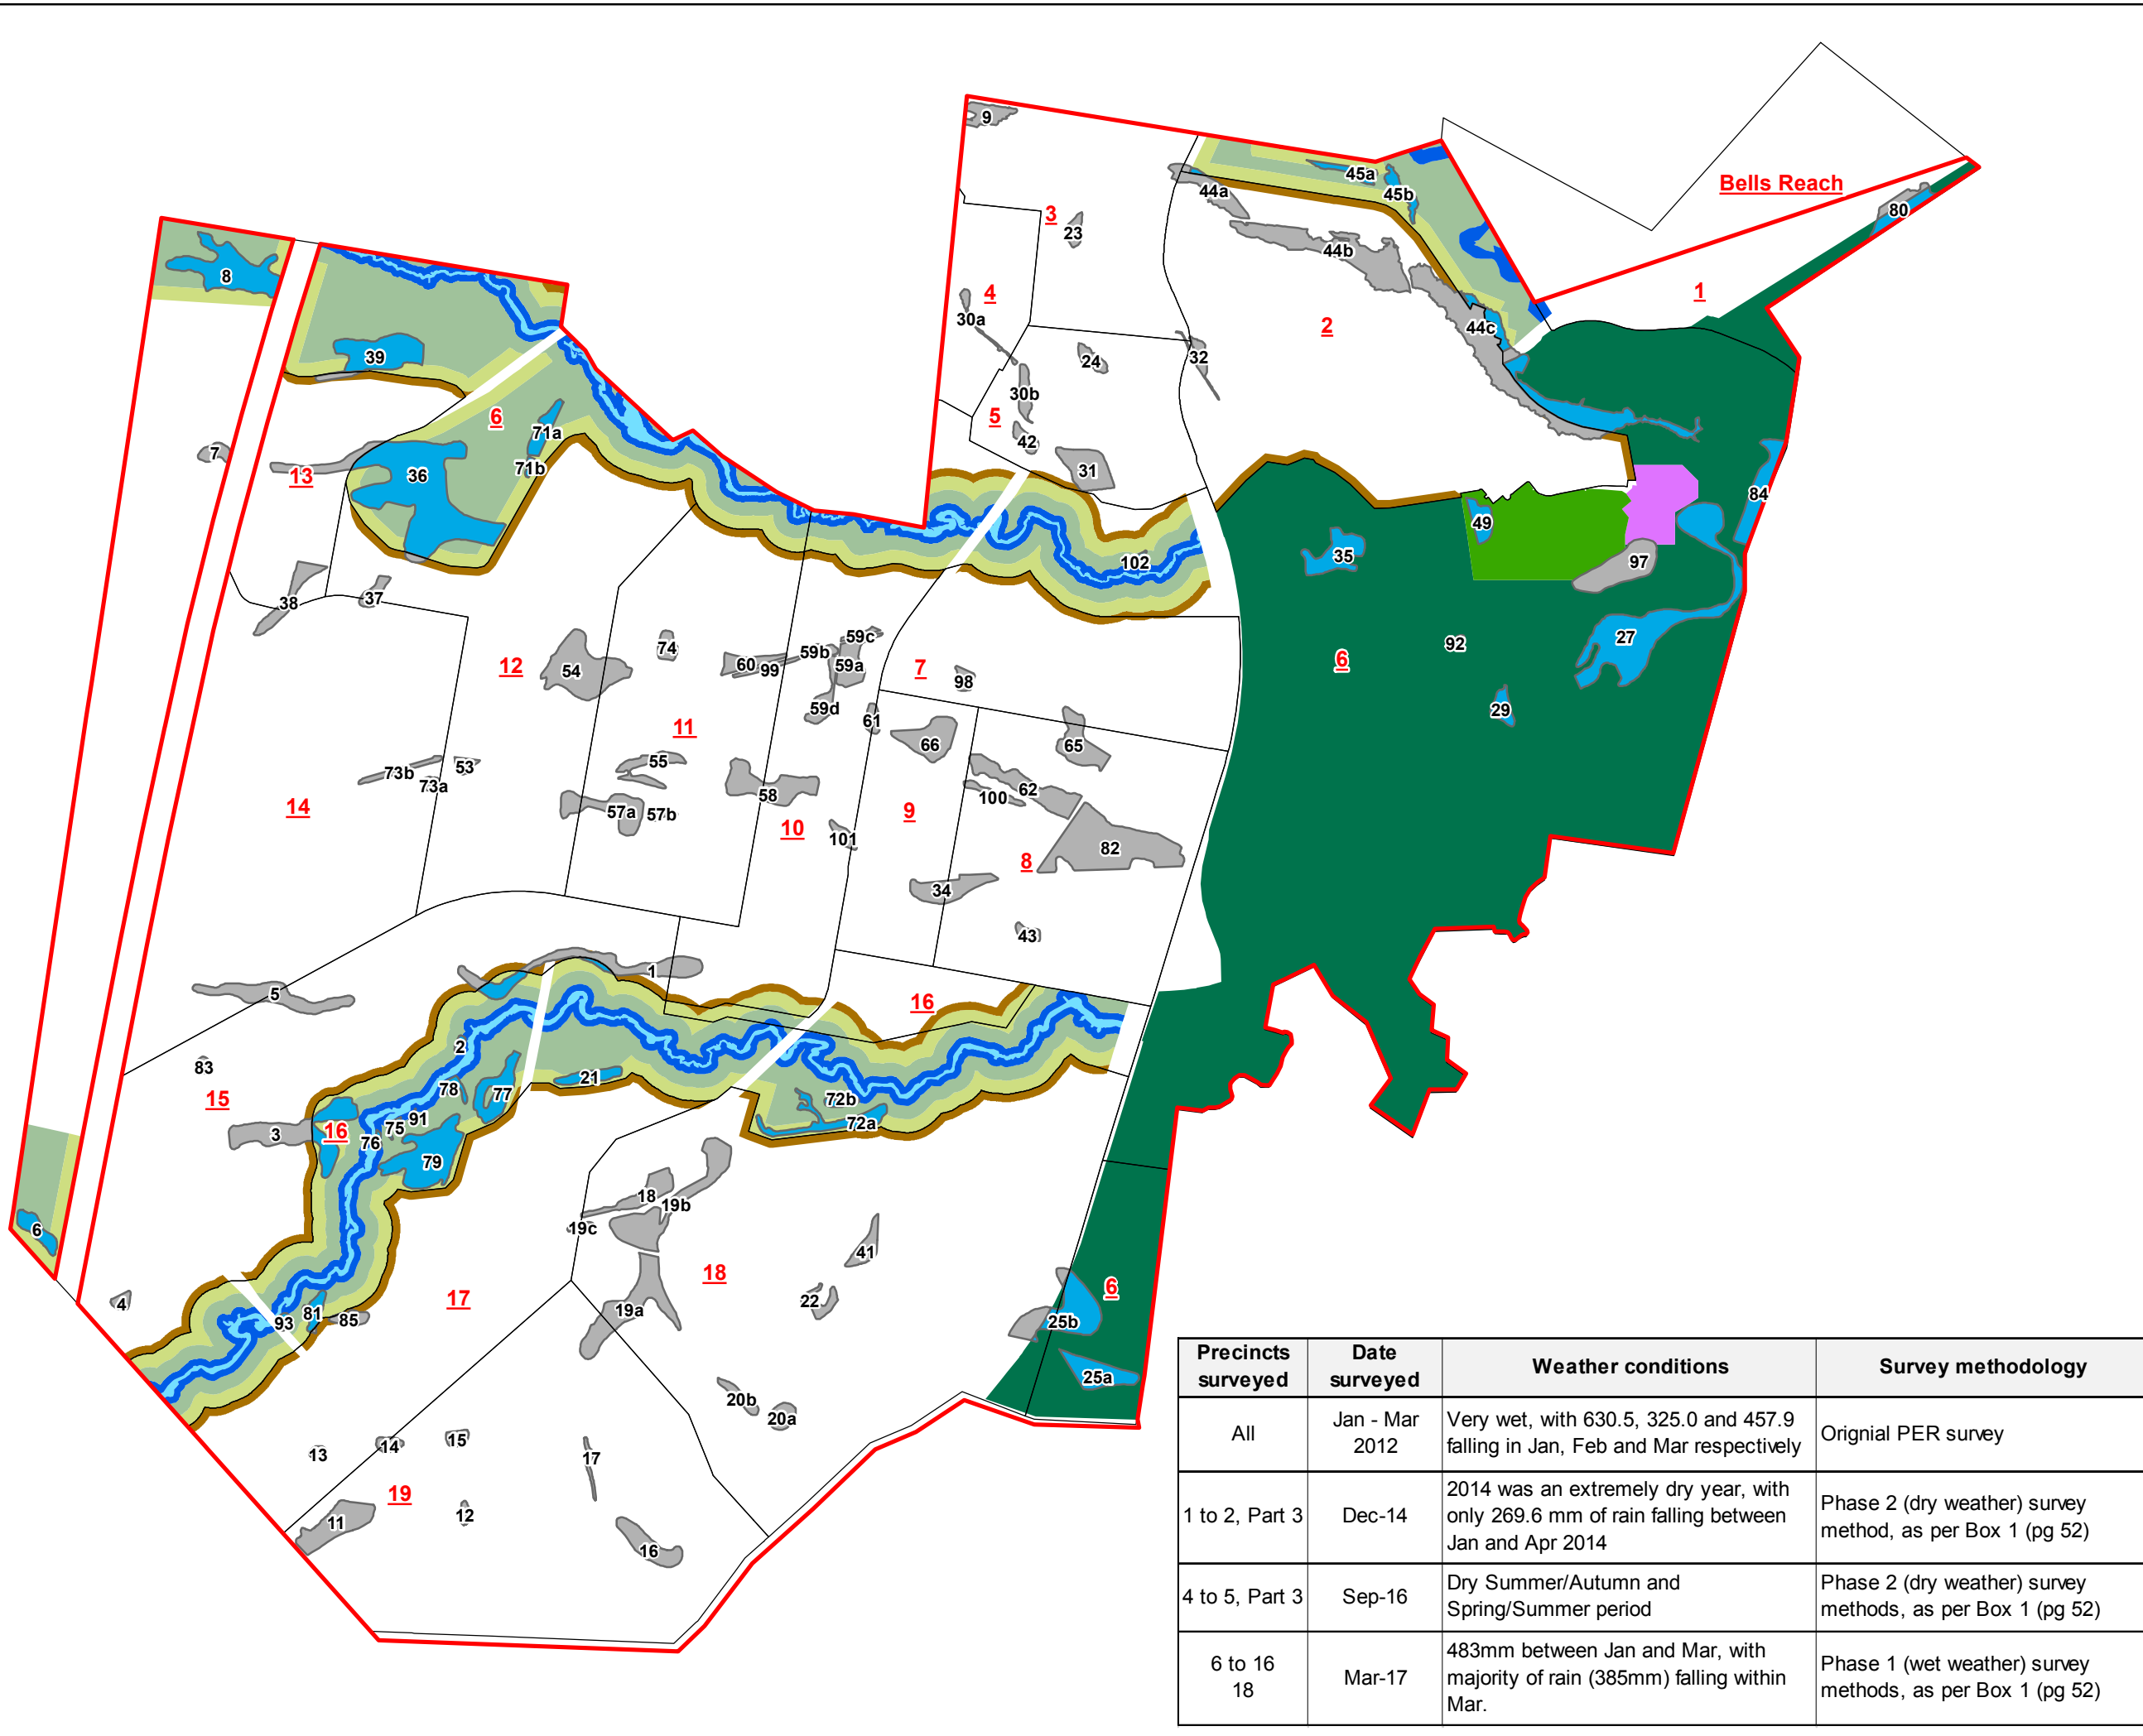 9
Bells Reach
45a
44a
45b
80
3
23
44b
8
4
1
30a
2
44c
39
32
24
30b
6
5
71a
42
7
71b
31
13
36
84
49
35
97
102
38
37
59c
27
74
59b
92
60
99
59a
12
54
7
6
98
59d
29
61
11
66
65
55
53
73b
73a
62
58
100
14
57a
57b
9
10
101
82
8
34
43
1
5
16
2
83
21
78
77
15
72b
91
75
72a
3
16
76
79
18
19b
6
19c
41
18
6
17
22
4
19a
81
93
85
25b
25a
20b
20a
15
14
13
17
19
12
11
16
Precincts surveyed
Date surveyed
Weather conditions
Survey methodology
All
Jan - Mar 2012
Very wet, with 630.5, 325.0 and 457.9
falling in Jan, Feb and Mar respectively
Orignial PER survey
1 to 2, Part 3
Dec-14
2014 was an extremely dry year, with
only 269.6 mm of rain falling between
Jan and Apr 2014
Phase 2 (dry weather) survey
method, as per Box 1 (pg 52)
4 to 5, Part 3
Sep-16
Dry Summer/Autumn and
Spring/Summer period
Phase 2 (dry weather) survey
methods, as per Box 1 (pg 52)
6 to 16
18
Mar-17
483mm between Jan and Mar, with
majority of rain (385mm) falling within
Mar.
Phase 1 (wet weather) survey
methods, as per Box 1 (pg 52)